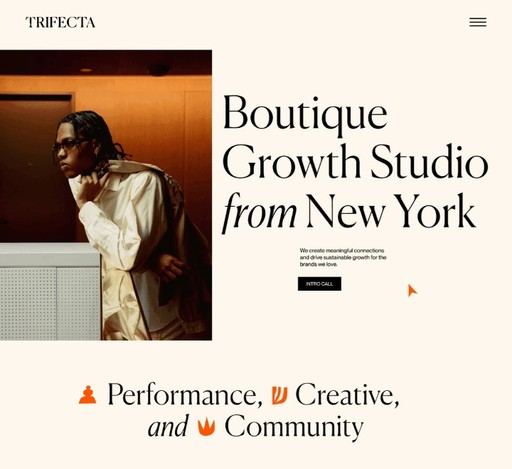 TRIFECTA
Boutique
Growth Studio
from New York
We create meaningful connections
and drive sustainable growth for the
brands we love.
INTRO CALL
Performance, Creative,
and Community